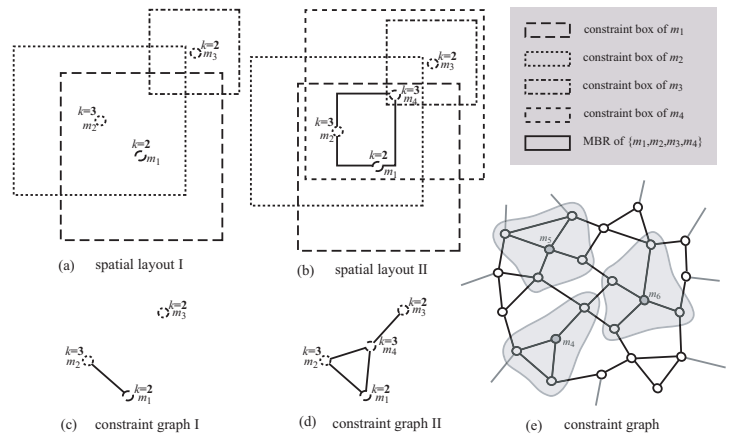 k=2
m3
k=3
m2
k=2
m1
(a) spatial layout I
k=2
m3
k=3
m4
k=3
m2
k=2
m1
(b) spatial layout II
constraint box of m1
constraint box of m2
constraint box of m3
constraint box of m4
MBR of {m1,m2,m3,m4}
k=2
m3
k=3
m2
k=2
m1
(c) constraint graph I
k=2
m3
k=3
m4
k=3
m2
k=2
m1
(d) constraint graph II
m5
m6
m4
(e) constraint graph